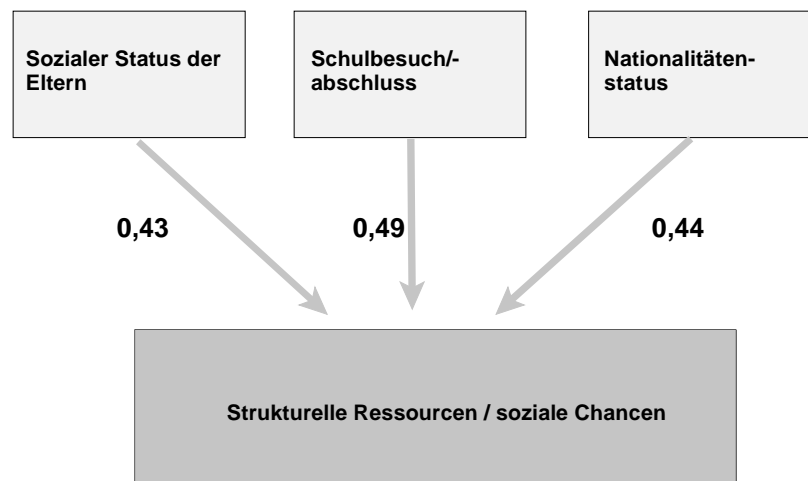 Sozialer Status der
Eltern
Schulbesuch/-
abschluss
Nationalitäten-
status
0,43
0,49
0,44
Strukturelle Ressourcen / soziale Chancen